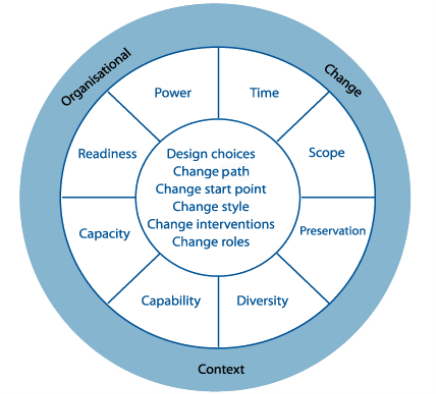 Organisational
Change
Context
Power
Time
Readiness
Scope
Capacity
Preservation
Capability
Diversity
Design choices
Change path
Change start point
Change style
Change interventions
Change roles